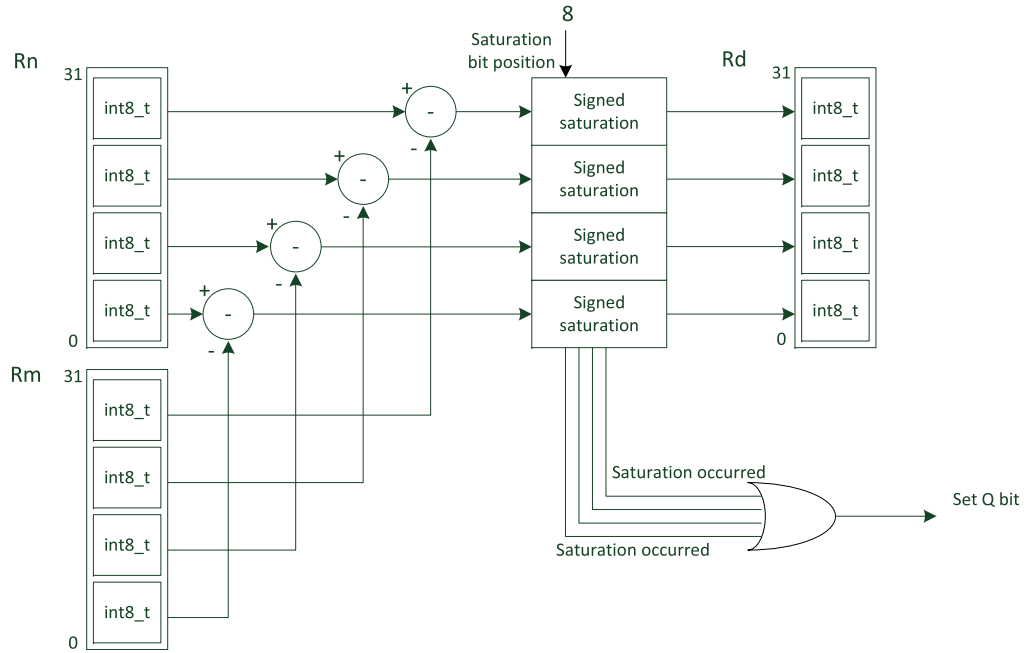 8
Saturation
bit position
Rn
31
int8_t
int8_t
int8_t
int8_t
0
Rm
31
int8_t
int8_t
int8_t
int8_t
0
+
-
-
+
-
-
+
-
-
+
-
-
Signed
saturation
Signed
saturation
Signed
saturation
Signed
saturation
Rd
31
int8_t
int8_t
int8_t
int8_t
0
Saturation occurred
Saturation occurred
Set Q bit